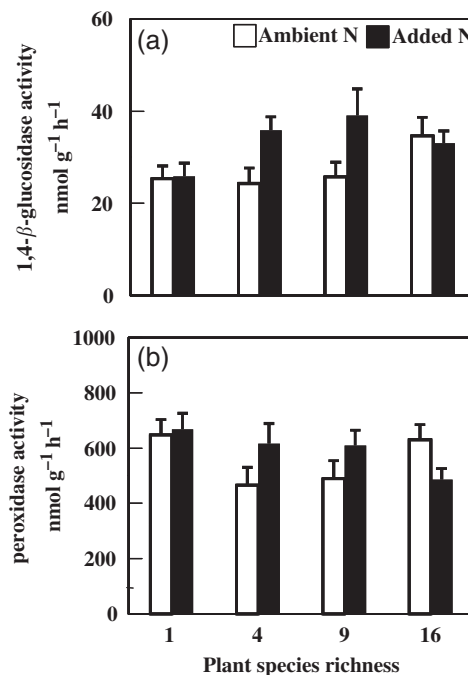 (a)
Ambient N
Added N
60
40
20
0
1,4-β-glucosidase activity
nmol g⁻¹ h⁻¹
(b)
1000
800
600
400
200
0
peroxidase activity
nmol g⁻¹ h⁻¹
1 4 9 16
Plant species richness